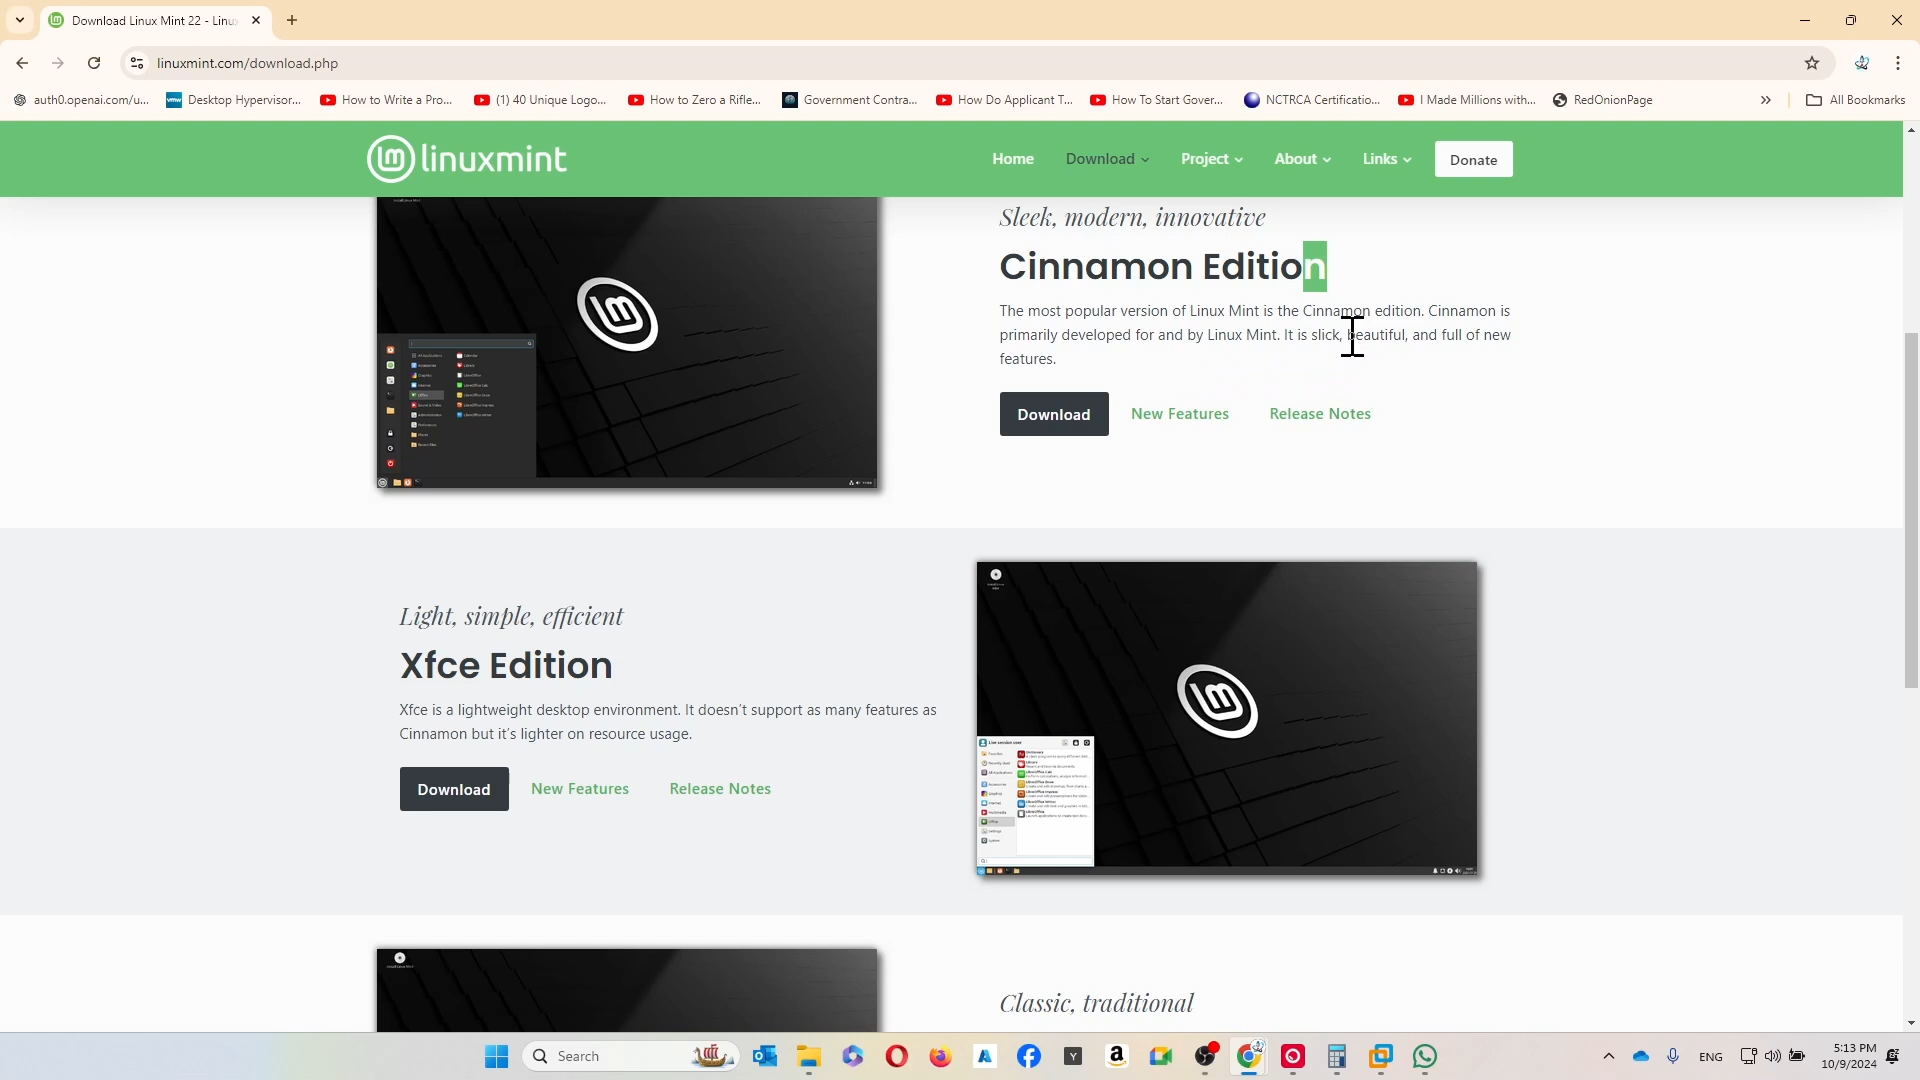 Download Linux Mint 22 - Linu
linuxmint.com/download.php
auth0.openai.com/u...
Desktop Hypervisor...
How to Write a Pro...
(1) 40 Unique Logo...
How to Zero a Rifle...
Government Contra...
How Do Applicant T...
How To Start Gover...
NCTRCA Certificatio...
I Made Millions with...
RedOnionPage
All Bookmarks
linuxmint
Home
Download
Project
About
Links
Donate
Sleek, modern, innovative
Cinnamon Edition
The most popular version of Linux Mint is the Cinnamon edition. Cinnamon is
primarily developed for and by Linux Mint. It is slick, beautiful, and full of new
features.
Download
New Features
Release Notes
Light, simple, efficient
Xfce Edition
Xfce is a lightweight desktop environment. It doesn't support as many features as
Cinnamon but it's lighter on resource usage.
Download
New Features
Release Notes
Classic, traditional
Search
ENG
5:13 PM
10/9/2024